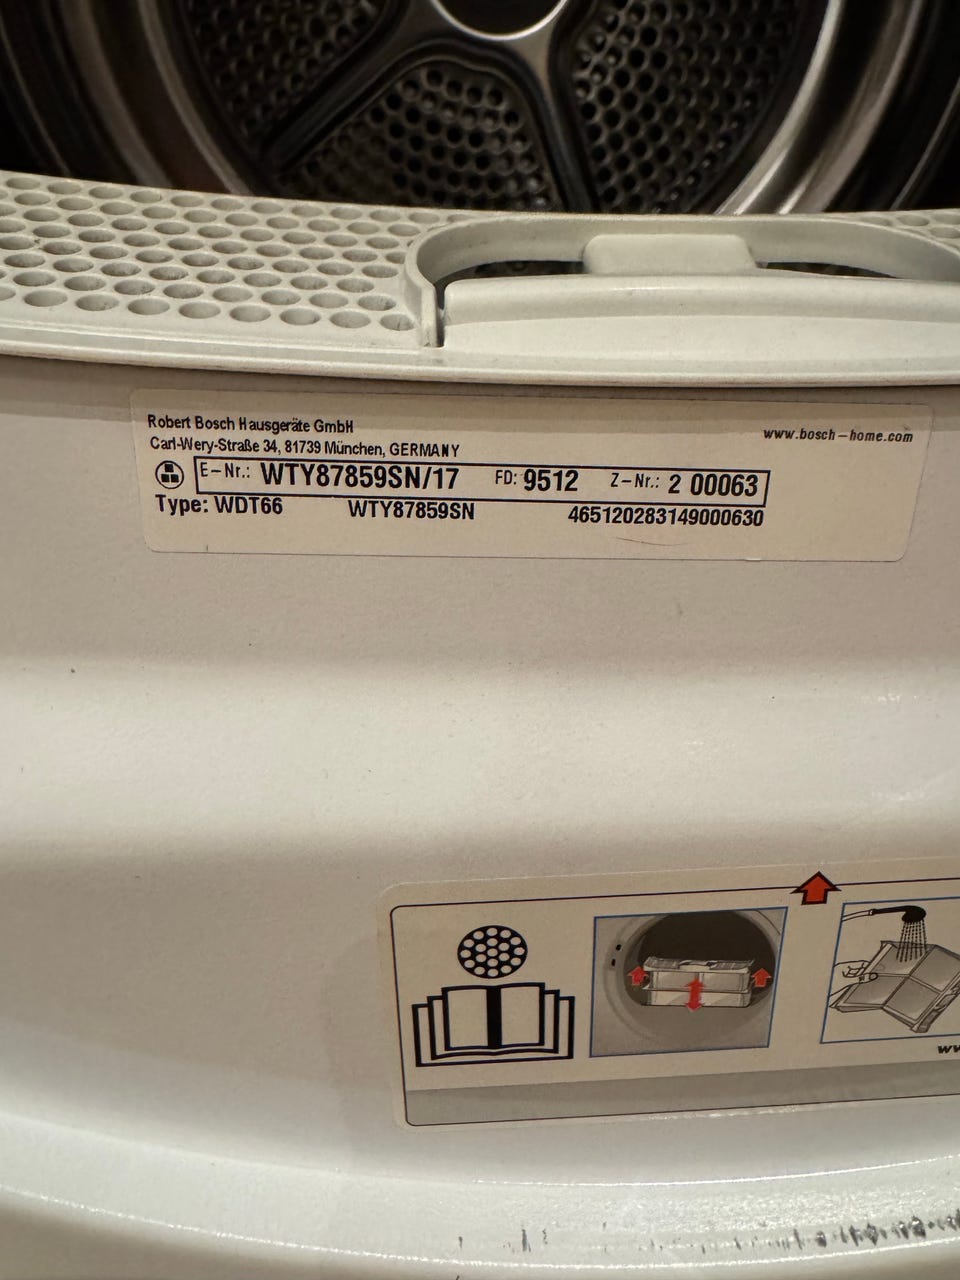 Robert Bosch Hausgeräte GmbH
Carl-Wery-Straße 34, 81739 München, GERMANY
www.bosch-home.com
E-Nr.: WTY87859SN/17 FD: 9512 Z-Nr.: 2 00063
Type: WDT66 WTY87859SN 465120283149000630